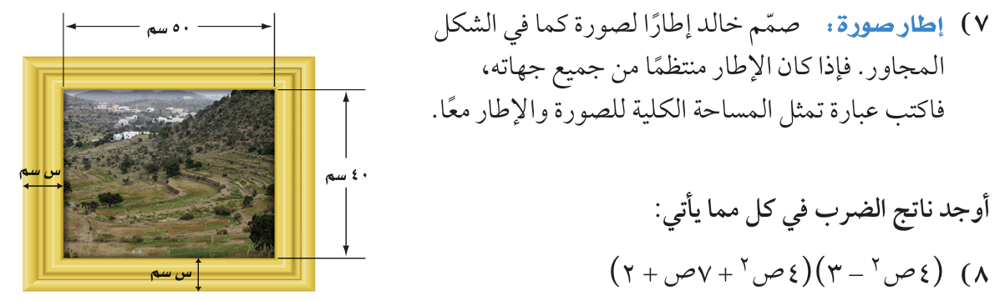 ٧) إطار صورة: صمّم خالد إطارًا لصورة كما في الشكل
المجاور. فإذا كان الإطار منتظمًا من جميع جهاته،
فاكتب عبارة تمثل المساحة الكلية للصورة والإطار معًا.
٥٠ سم
٤٠ سم
س سم
س سم
أوجد ناتج الضرب في كل مما يأتي:
٨) (٤ص٢ − ٣)(٤ص٢ + ٧ص + ٢)